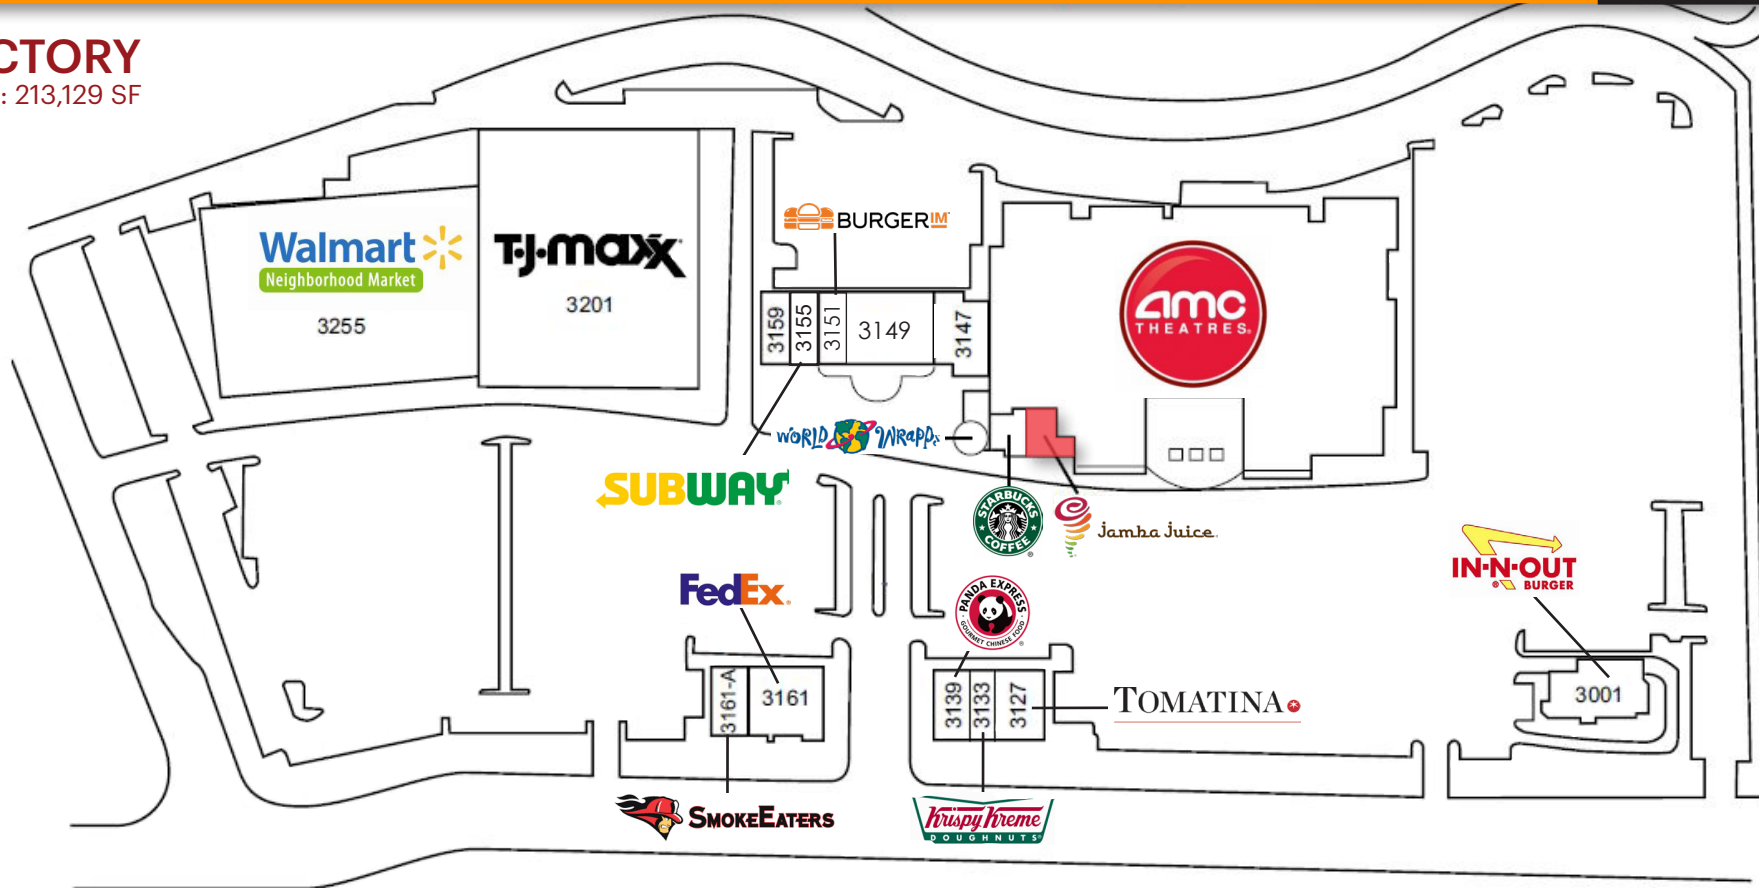 CTORY
: 213,129 SF
Walmart
Neighborhood Market
3255
T·J·maxx
3201
BURGERIM
3159
3155
3151
3149
3147
amc
THEATRES
WORLD WRAPPS
SUBWAY
STARBUCKS
COFFEE
Jamba Juice
FedEx
PANDA EXPRESS
GOURMET CHINESE FOOD
IN-N-OUT
BURGER
3161-A
3161
3139
3133
3127
TOMATINA
3001
SMOKEEATERS
Krispy Kreme
DOUGHNUTS